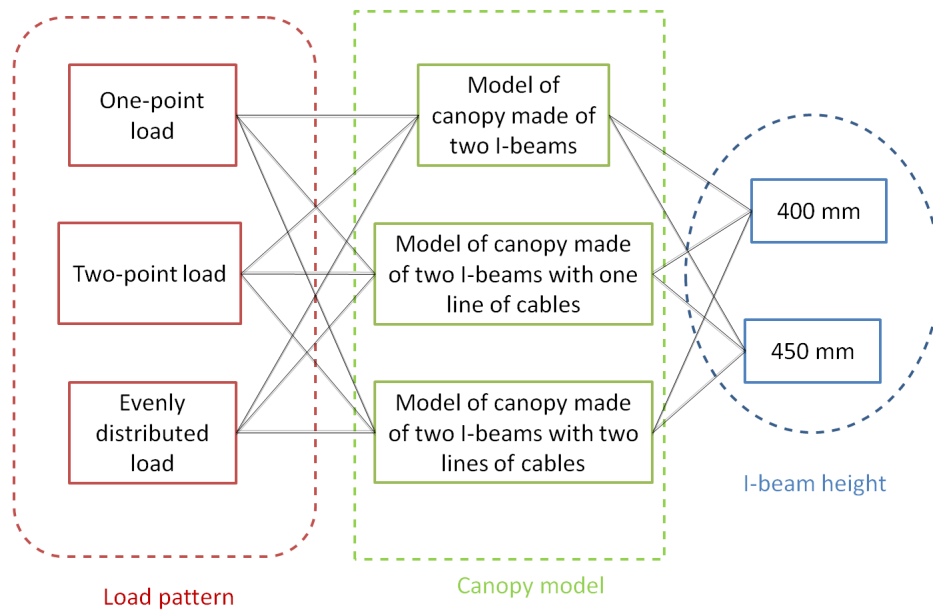 One-point
load
Two-point load
Evenly
distributed
load
Load pattern
Model of
canopy made of
two I-beams
Model of canopy made
of two I-beams with one
line of cables
Model of canopy made
of two I-beams with two
lines of cables
Canopy model
400 mm
450 mm
I-beam height